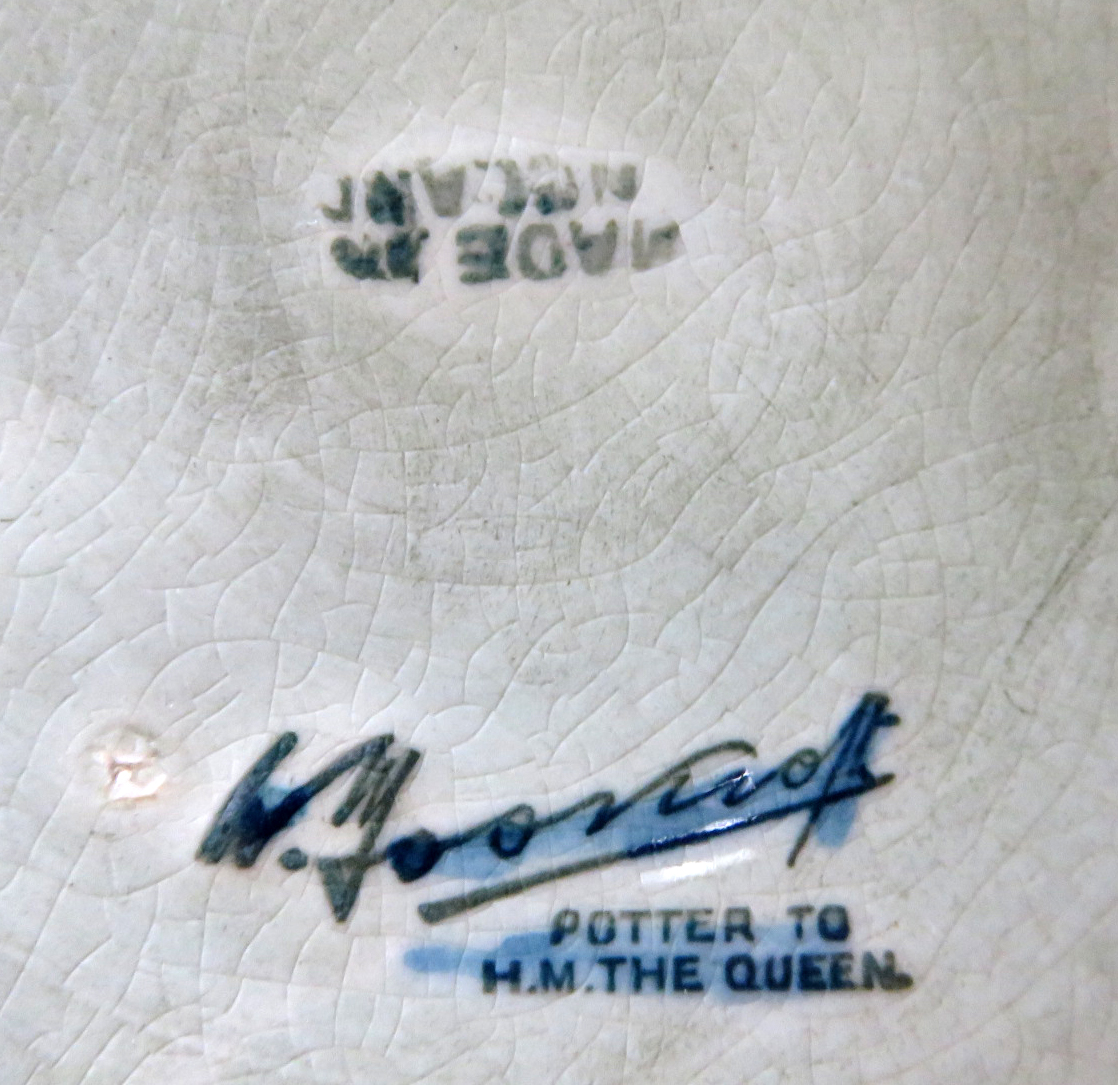 MADE IN
ENGLAND
W. Moorcroft
POTTER TO
H.M. THE QUEEN.